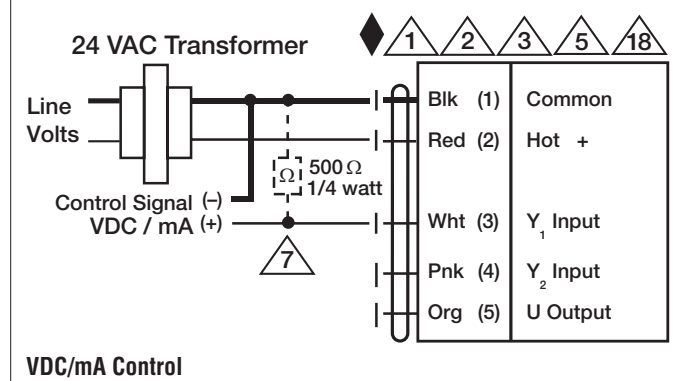 24 VAC Transformer
1 2 3 5 18
Line
Volts
Blk (1) Common
Red (2) Hot +
Ω 500 Ω
1/4 watt
Control Signal (–)
VDC / mA (+)
Wht (3) Y₁ Input
7
Pnk (4) Y₂ Input
Org (5) U Output
VDC/mA Control